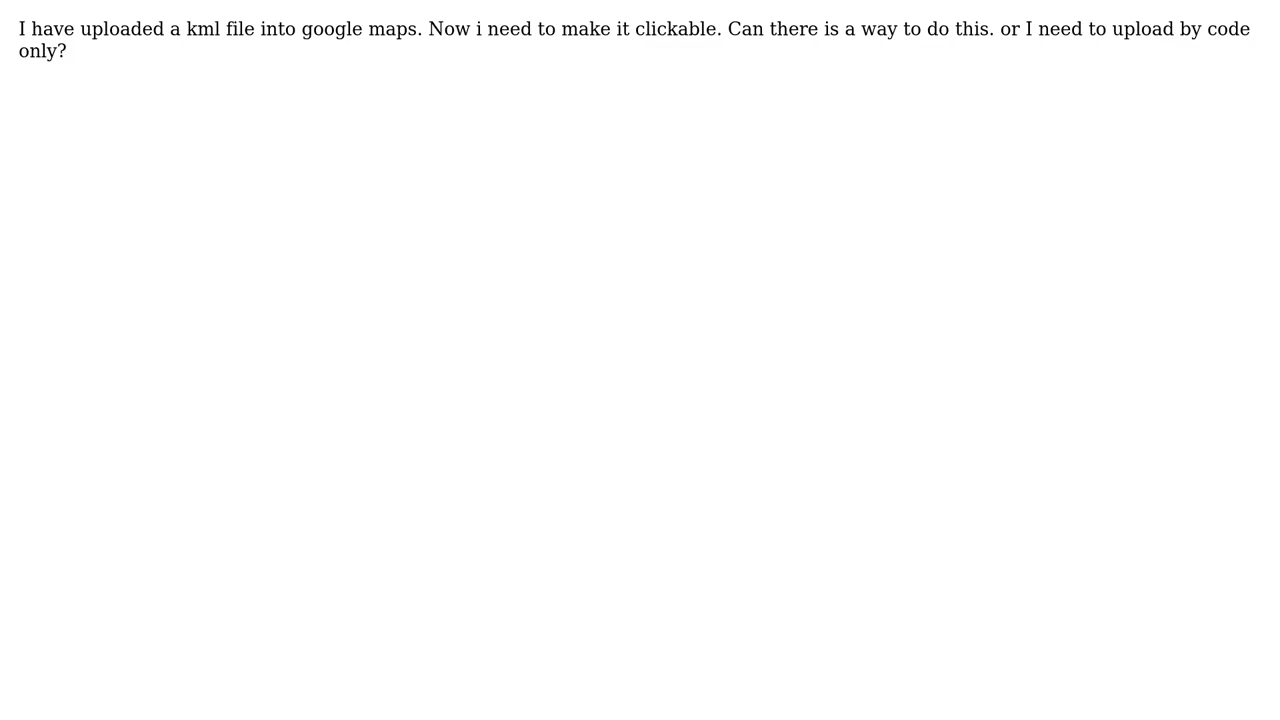 I have uploaded a kml file into google maps. Now i need to make it clickable. Can there is a way to do this. or I need to upload by code
only?